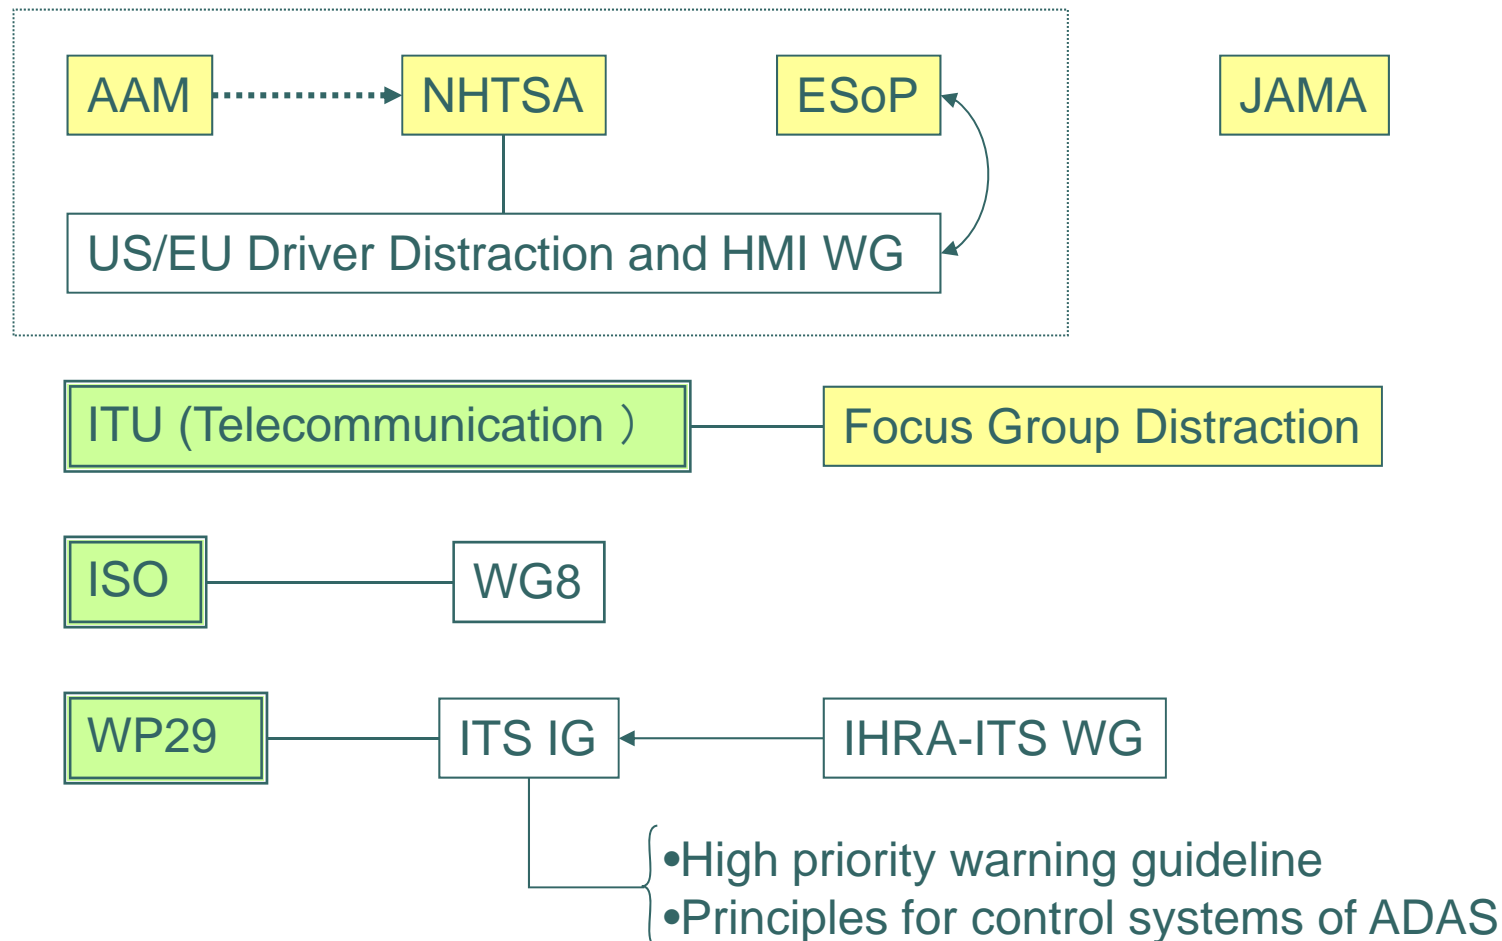 AAM NHTSA ESoP JAMA
US/EU Driver Distraction and HMI WG
ITU (Telecommunication ） Focus Group Distraction
ISO WG8
WP29 ITS IG IHRA-ITS WG
•High priority warning guideline
•Principles for control systems of ADAS